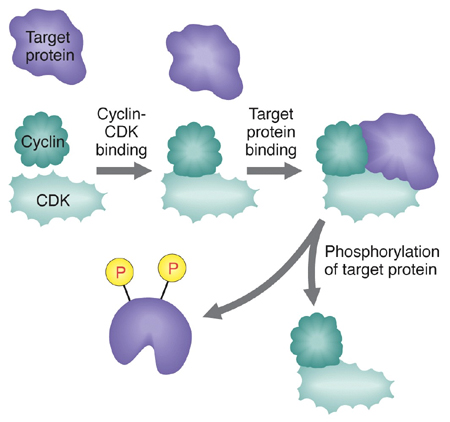 Target
protein
Cyclin
CDK
Cyclin-
CDK
binding
Target
protein
binding
Phosphorylation
of target protein
P
P